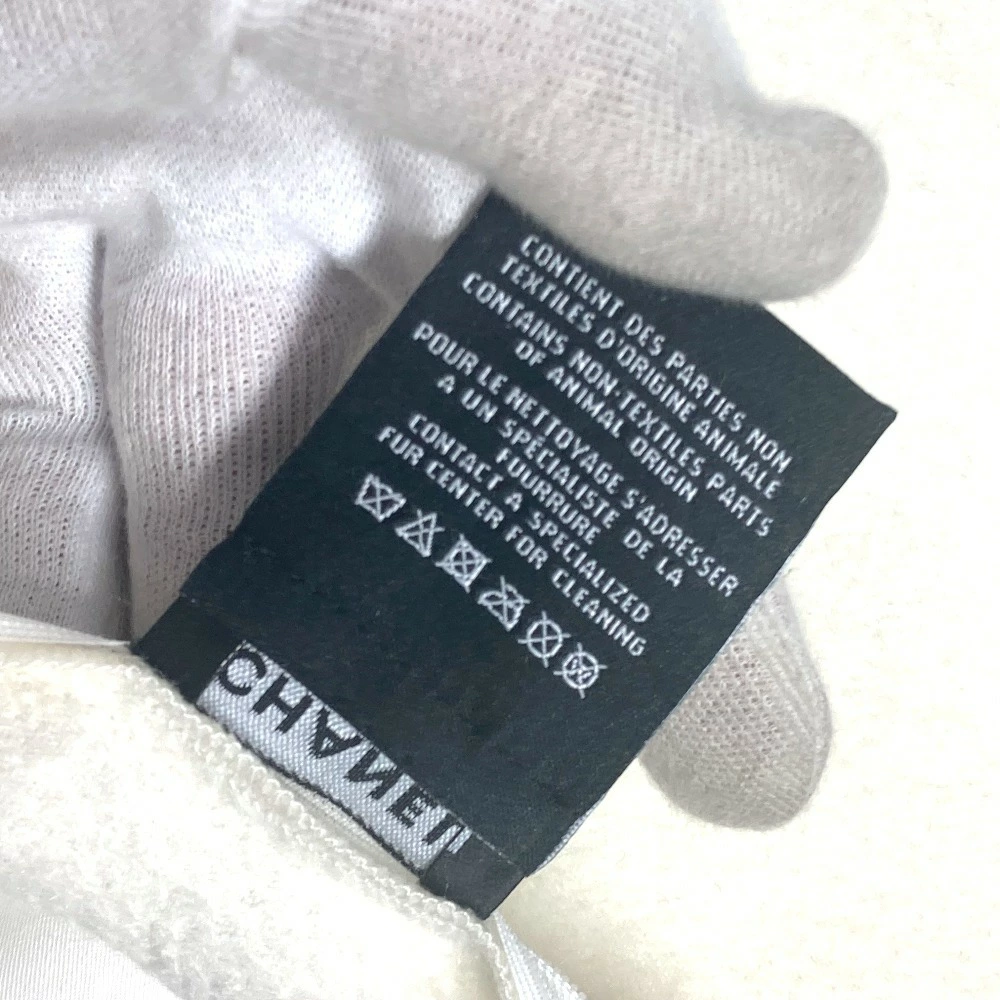 CONTIENT DES PARTIES NON
TEXTILES D'ORIGINE ANIMALE
CONTAINS NON-TEXTILES PARTS
OF ANIMAL ORIGIN
POUR LE NETTOYAGE S'ADRESSER
A UN SPÉCIALISTE DE LA
FOURRURE
CONTACT A SPECIALIZED
FUR CENTER FOR CLEANING
CHANEL